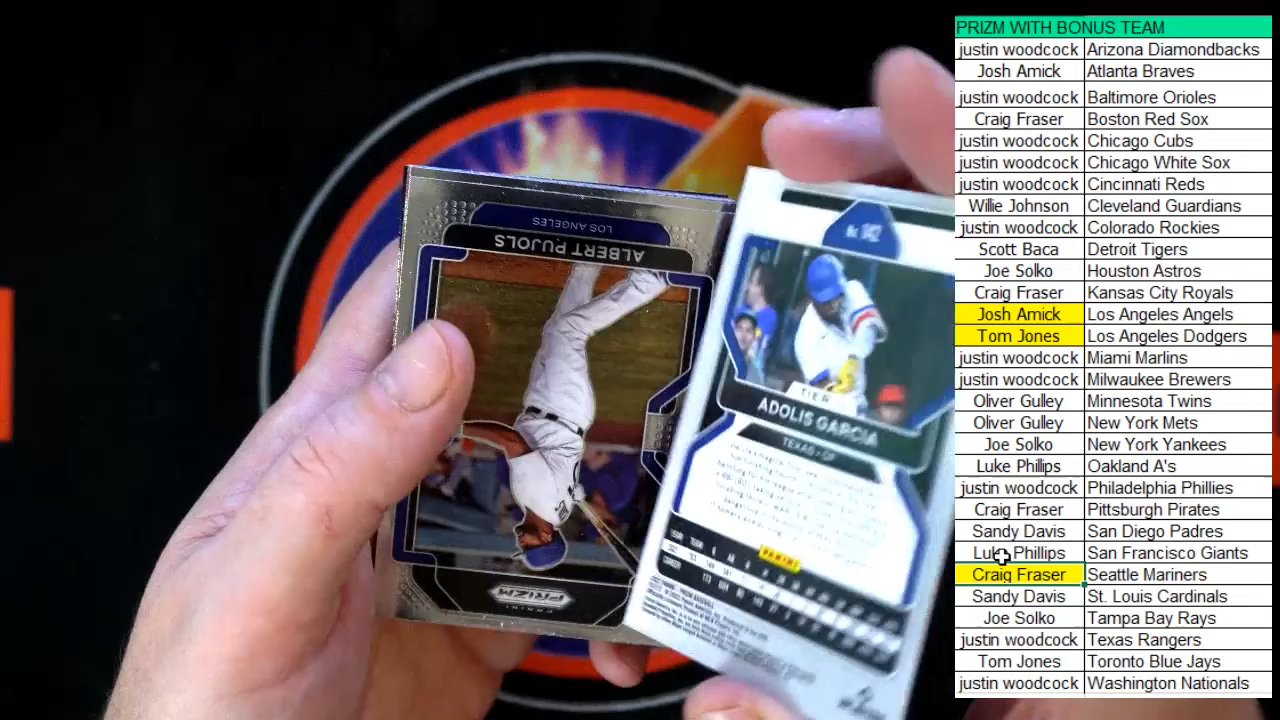 PRIZM WITH BONUS TEAM
justin woodcock Arizona Diamondbacks
Josh Amick Atlanta Braves
justin woodcock Baltimore Orioles
Craig Fraser Boston Red Sox
justin woodcock Chicago Cubs
justin woodcock Chicago White Sox
justin woodcock Cincinnati Reds
Willie Johnson Cleveland Guardians
justin woodcock Colorado Rockies
Scott Baca Detroit Tigers
Joe Solko Houston Astros
Craig Fraser Kansas City Royals
Josh Amick Los Angeles Angels
Tom Jones Los Angeles Dodgers
justin woodcock Miami Marlins
justin woodcock Milwaukee Brewers
Oliver Gulley Minnesota Twins
Oliver Gulley New York Mets
Joe Solko New York Yankees
Luke Phillips Oakland A's
justin woodcock Philadelphia Phillies
Craig Fraser Pittsburgh Pirates
Sandy Davis San Diego Padres
Luke Phillips San Francisco Giants
Craig Fraser Seattle Mariners
Sandy Davis St. Louis Cardinals
Joe Solko Tampa Bay Rays
justin woodcock Texas Rangers
Tom Jones Toronto Blue Jays
justin woodcock Washington Nationals
LOS ANGELES
ALBERT PUJOLS
PANINI
PRIZM
No. 142
TIER
ADOLIS GARCIA
TEXAS • OF
PANINI